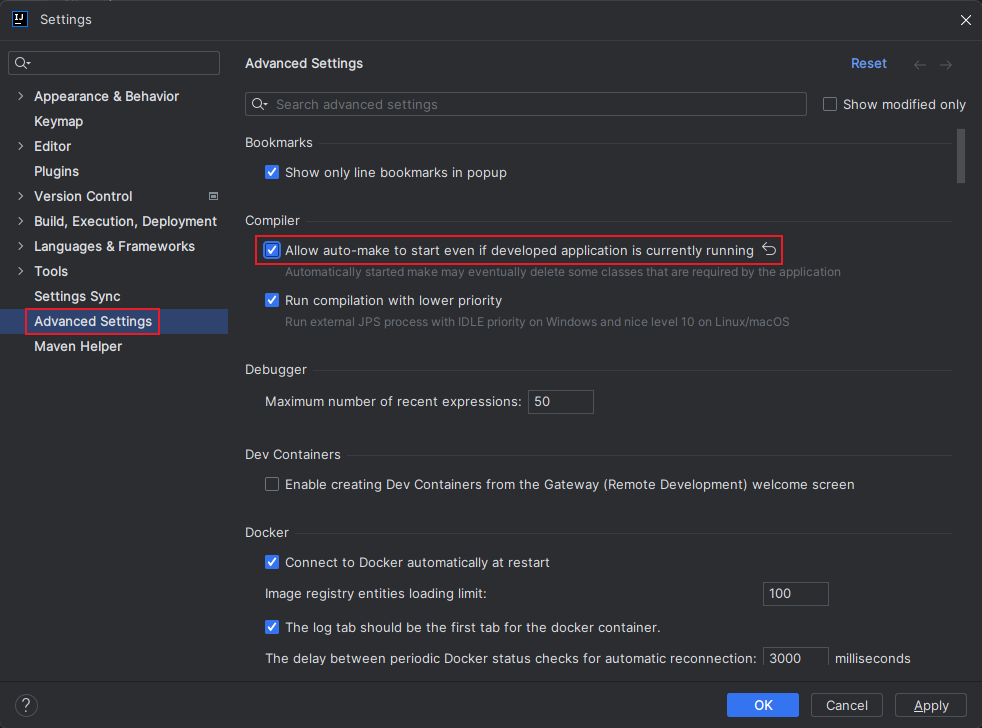 Settings
Advanced Settings
Reset
Search advanced settings
Show modified only
Appearance & Behavior
Keymap
Editor
Plugins
Version Control
Build, Execution, Deployment
Languages & Frameworks
Tools
Settings Sync
Advanced Settings
Maven Helper
Bookmarks
Show only line bookmarks in popup
Compiler
Allow auto-make to start even if developed application is currently running
Automatically started make may eventually delete some classes that are required by the application
Run compilation with lower priority
Run external JPS process with IDLE priority on Windows and nice level 10 on Linux/macOS
Debugger
Maximum number of recent expressions: 50
Dev Containers
Enable creating Dev Containers from the Gateway (Remote Development) welcome screen
Docker
Connect to Docker automatically at restart
Image registry entities loading limit: 100
The log tab should be the first tab for the docker container.
The delay between periodic Docker status checks for automatic reconnection: 3000 milliseconds
?
OK
Cancel
Apply